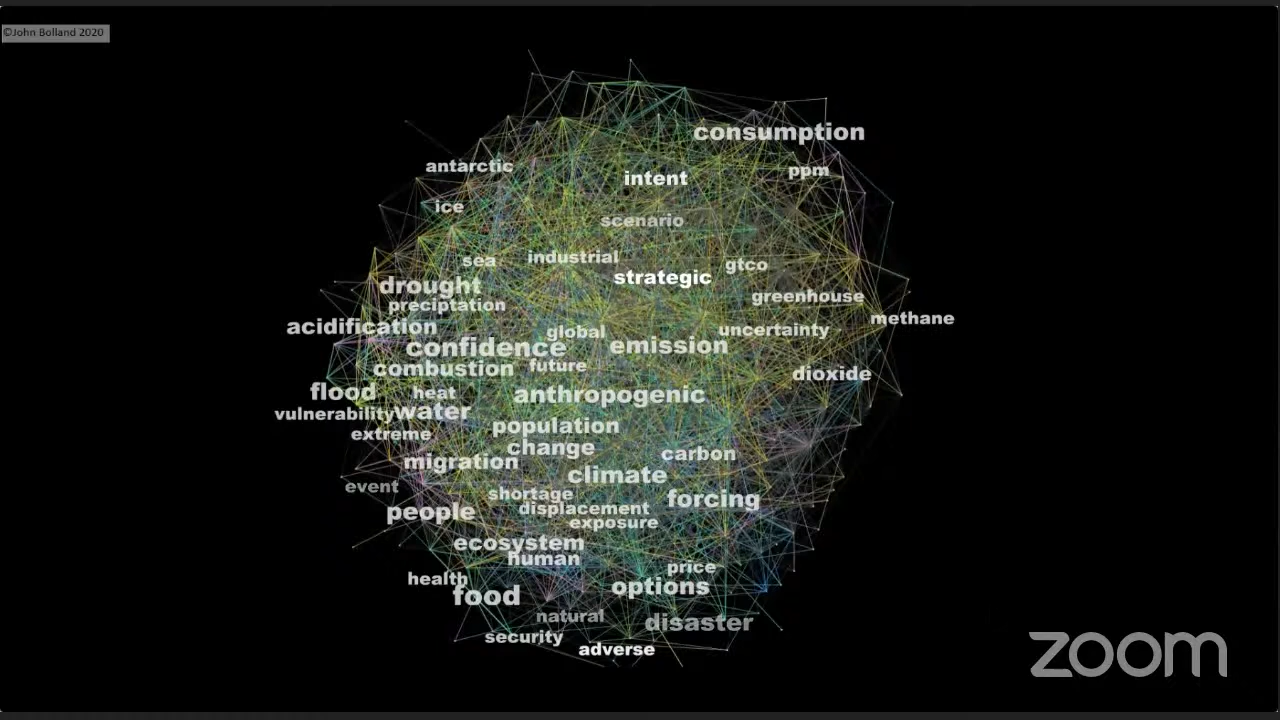 ©John Bolland 2020
consumption
antarctic
intent
ppm
ice
scenario
sea
industrial
gtco
strategic
drought
greenhouse
preciptation
methane
acidification
global
uncertainty
confidence
emission
combustion
future
dioxide
flood
heat
anthropogenic
vulnerability
water
population
extreme
change
carbon
migration
climate
event
shortage
forcing
displacement
people
exposure
ecosystem
human
price
health
options
food
natural
disaster
security
adverse
zoom